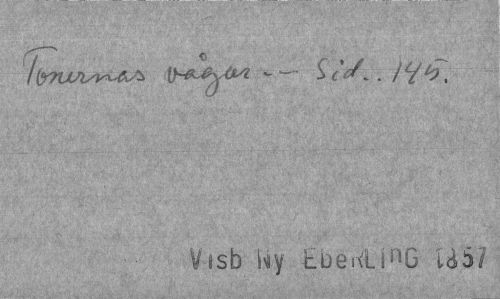 Tonernas vågor -- Sid.. 145.
Visb Ny EbeRLInG 1857